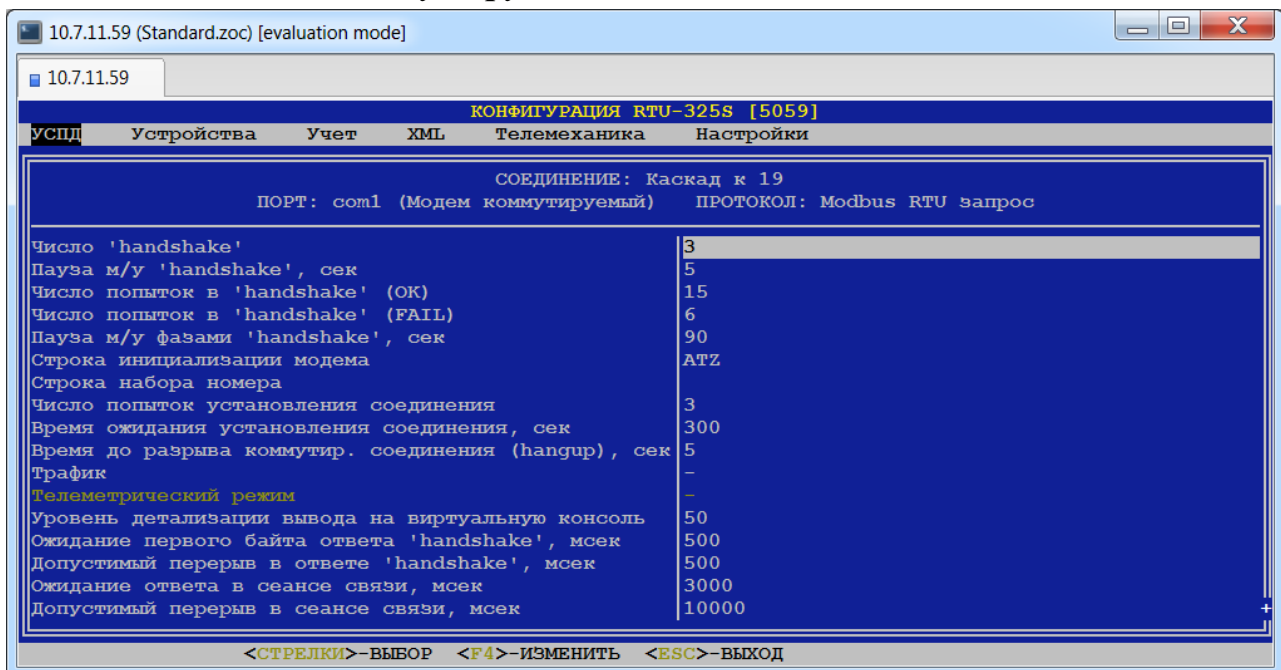 10.7.11.59 (Standard.zoc) [evaluation mode]
10.7.11.59
КОНФИГУРАЦИЯ RTU-325S [5059]
УСПД Устройства Учет XML Телемеханика Настройки
СОЕДИНЕНИЕ: Каскад к 19
ПОРТ: com1 (Модем коммутируемый) ПРОТОКОЛ: Modbus RTU запрос
Число 'handshake' 3
Пауза м/у 'handshake', сек 5
Число попыток в 'handshake' (OK) 15
Число попыток в 'handshake' (FAIL) 6
Пауза м/у фазами 'handshake', сек 90
Строка инициализации модема ATZ
Строка набора номера
Число попыток установления соединения 3
Время ожидания установления соединения, сек 300
Время до разрыва коммутир. соединения (hangup), сек 5
Трафик -
Телеметрический режим -
Уровень детализации вывода на виртуальную консоль 50
Ожидание первого байта ответа 'handshake', мсек 500
Допустимый перерыв в ответе 'handshake', мсек 500
Ожидание ответа в сеансе связи, мсек 3000
Допустимый перерыв в сеансе связи, мсек 10000 +
<СТРЕЛКИ>-ВЫБОР <F4>-ИЗМЕНИТЬ <ESC>-ВЫХОД